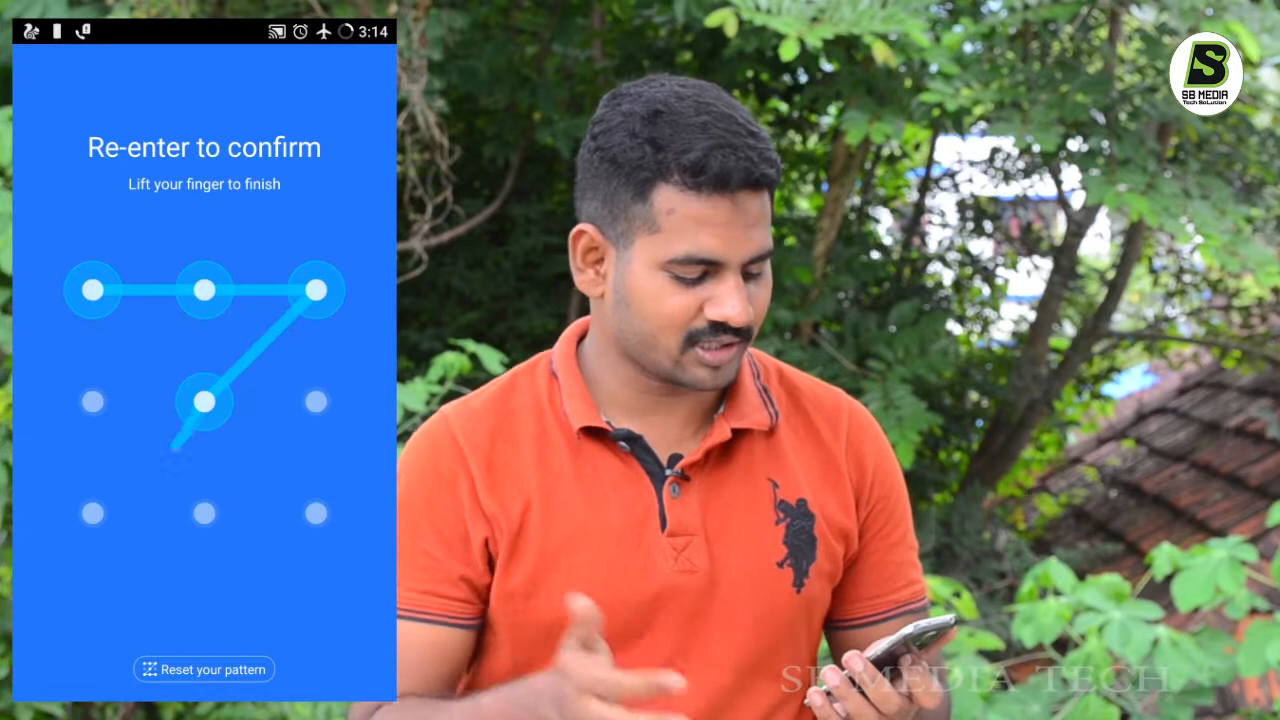 3:14
Re-enter to confirm
Lift your finger to finish
Reset your pattern
SB MEDIA
Tech SoLution
SB MEDIA TECH